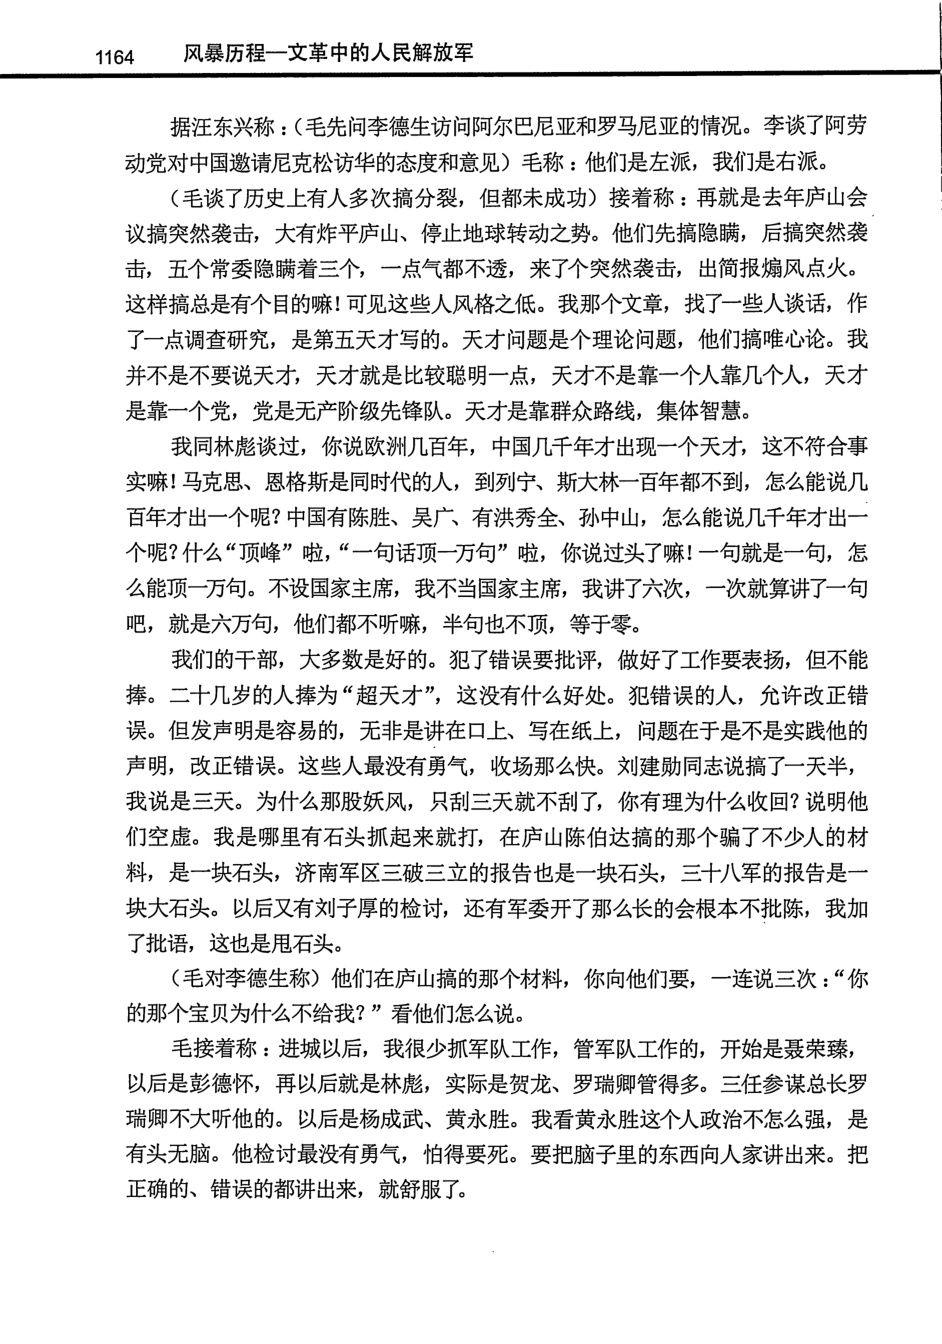 1164 风暴历程—文革中的人民解放军
据汪东兴称：（毛先问李德生访问阿尔巴尼亚和罗马尼亚的情况。李谈了阿劳
动党对中国邀请尼克松访华的态度和意见）毛称：他们是左派，我们是右派。
（毛谈了历史上有人多次搞分裂，但都未成功）接着称：再就是去年庐山会
议搞突然袭击，大有炸平庐山、停止地球转动之势。他们先搞隐瞒，后搞突然袭
击，五个常委隐瞒着三个，一点气都不透，来了个突然袭击，出简报煽风点火。
这样搞总是有个目的嘛！可见这些人风格之低。我那个文章，找了一些人谈话，作
了一点调查研究，是第五天才写的。天才问题是个理论问题，他们搞唯心论。我
并不是不要说天才，天才就是比较聪明一点，天才不是靠一个人靠几个人，天才
是靠一个党，党是无产阶级先锋队。天才是靠群众路线，集体智慧。
我同林彪谈过，你说欧洲几百年，中国几千年才出现一个天才，这不符合事
实嘛！马克思、恩格斯是同时代的人，到列宁、斯大林一百年都不到，怎么能说几
百年才出一个呢？中国有陈胜、吴广、有洪秀全、孙中山，怎么能说几千年才出一
个呢？什么“顶峰”啦，“一句话顶一万句”啦，你说过头了嘛！一句就是一句，怎
么能顶一万句。不设国家主席，我不当国家主席，我讲了六次，一次就算讲了一句
吧，就是六万句，他们都不听嘛，半句也不顶，等于零。
我们的干部，大多数是好的。犯了错误要批评，做好了工作要表扬，但不能
捧。二十几岁的人捧为“超天才”，这没有什么好处。犯错误的人，允许改正错
误。但发声明是容易的，无非是讲在口上、写在纸上，问题在于是不是实践他的
声明，改正错误。这些人最没有勇气，收场那么快。刘建勋同志说搞了一天半，
我说是三天。为什么那股妖风，只刮三天就不刮了，你有理为什么收回？说明他
们空虚。我是哪里有石头抓起来就打，在庐山陈伯达搞的那个骗了不少人的材
料，是一块石头，济南军区三破三立的报告也是一块石头，三十八军的报告是一
块大石头。以后又有刘子厚的检讨，还有军委开了那么长的会根本不批陈，我加
了批语，这也是甩石头。
（毛对李德生称）他们在庐山搞的那个材料，你向他们要，一连说三次：“你
的那个宝贝为什么不给我？”看他们怎么说。
毛接着称：进城以后，我很少抓军队工作，管军队工作的，开始是聂荣臻，
以后是彭德怀，再以后就是林彪，实际是贺龙、罗瑞卿管得多。三任参谋总长罗
瑞卿不大听他的。以后是杨成武、黄永胜。我看黄永胜这个人政治不怎么强，是
有头无脑。他检讨最没有勇气，怕得要死。要把脑子里的东西向人家讲出来。把
正确的、错误的都讲出来，就舒服了。